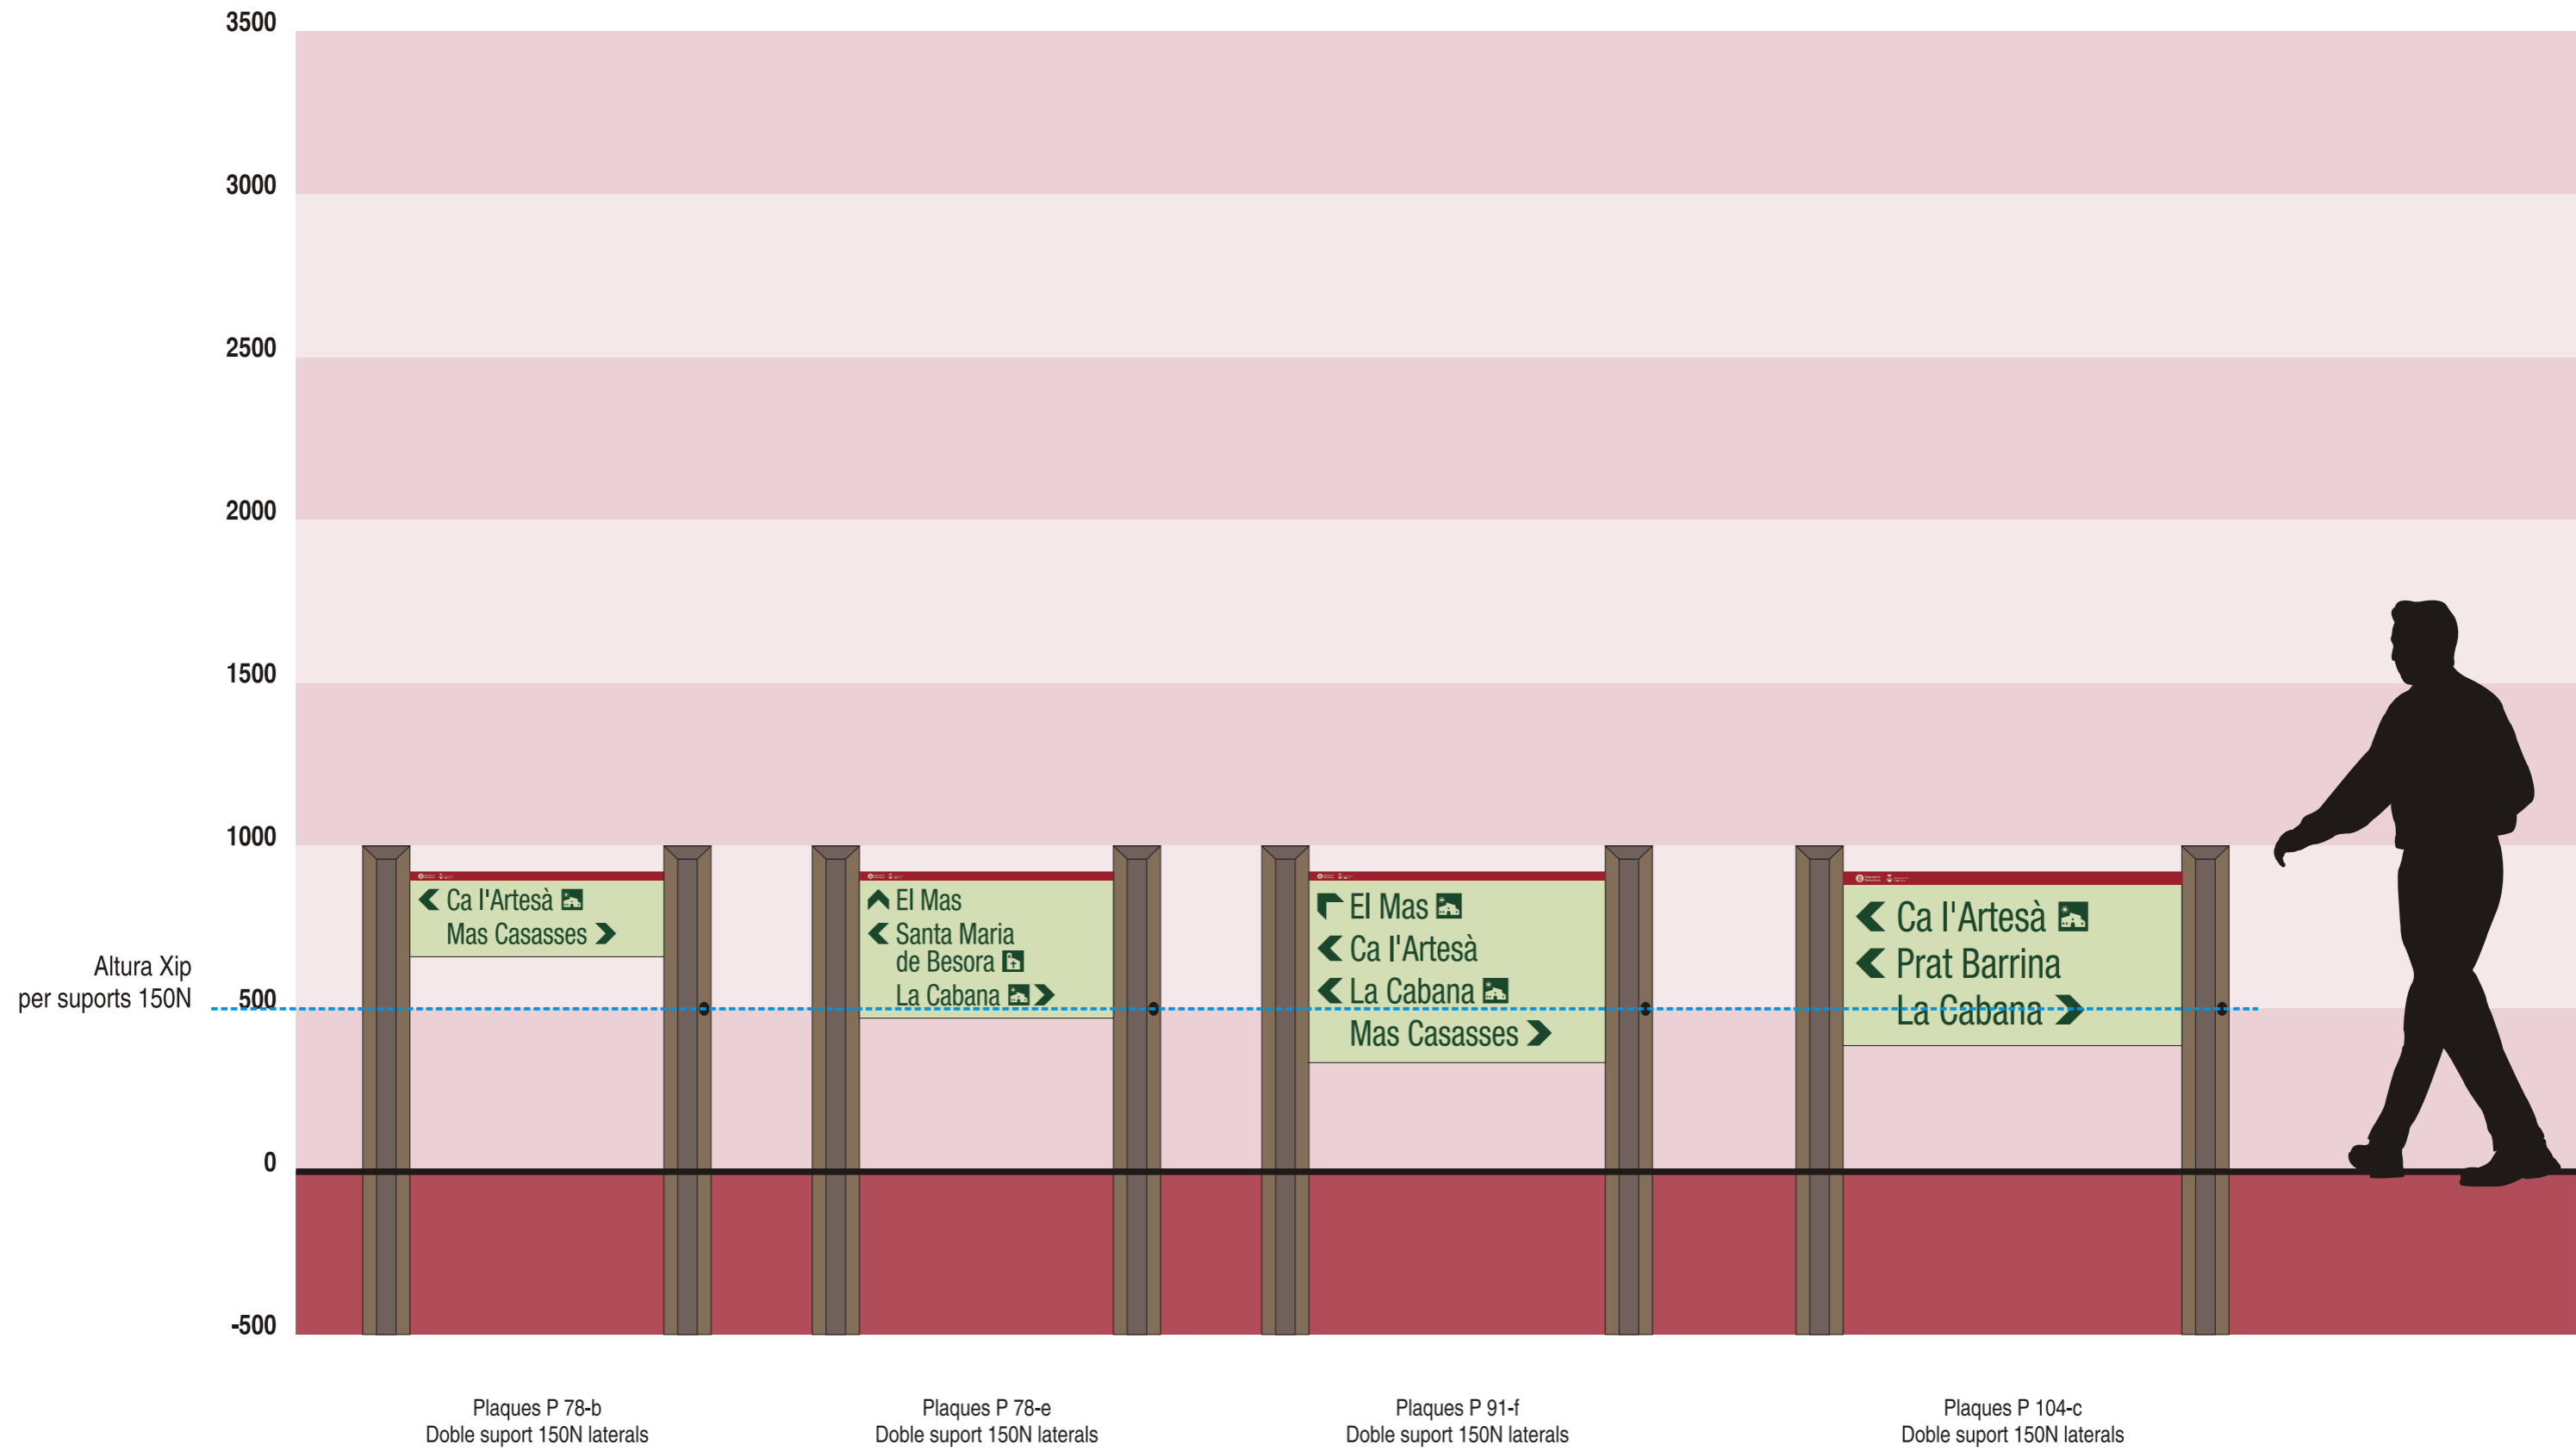 3500
3000
2500
2000
1500
1000
500
0
-500
Altura Xip
per suports 150N
Ca l'Artesà
Mas Casasses
El Mas
Santa Maria
de Besora
La Cabana
El Mas
Ca l'Artesà
La Cabana
Mas Casasses
Ca l'Artesà
Prat Barrina
La Cabana
Plaques P 78-b
Doble suport 150N laterals
Plaques P 78-e
Doble suport 150N laterals
Plaques P 91-f
Doble suport 150N laterals
Plaques P 104-c
Doble suport 150N laterals